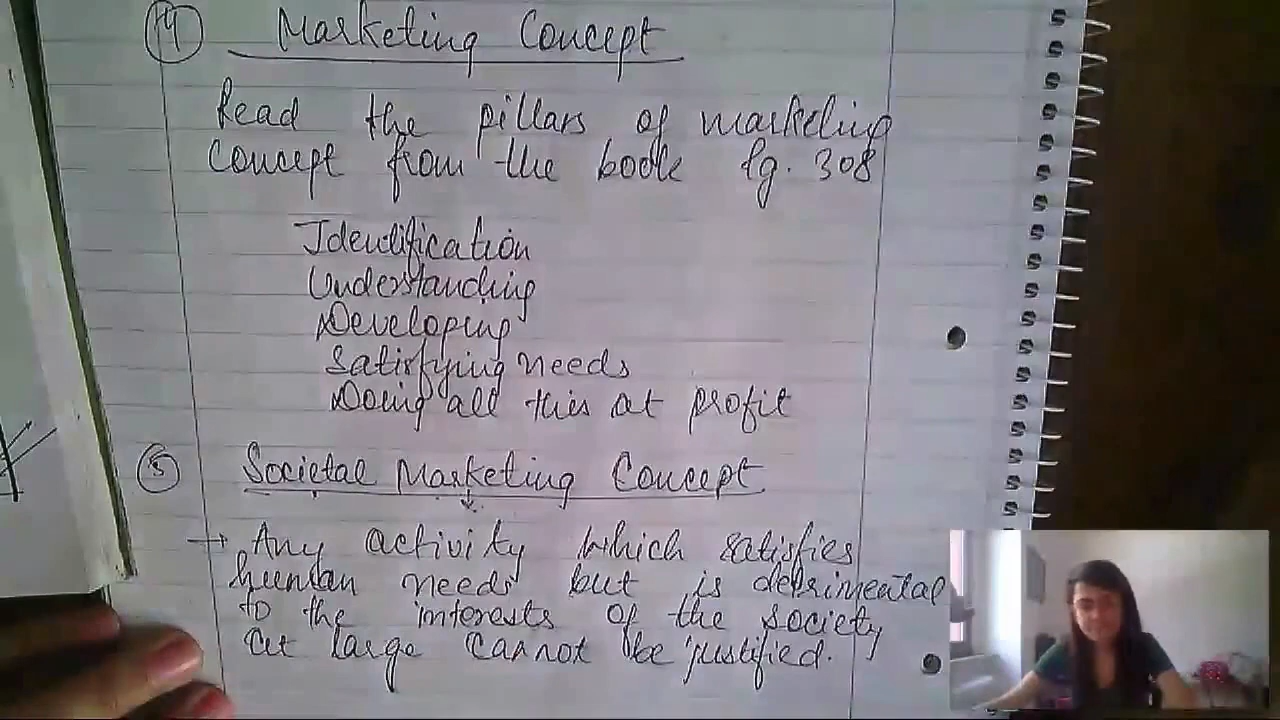 4 Marketing Concept
Read the pillars of marketing
concept from the book Pg. 308
Identification
Understanding
Developing
Satisfying needs
Doing all this at profit
5 Societal Marketing Concept
→ Any activity which satisfies
human needs but is detrimental
to the interests of the society
at large cannot be justified.